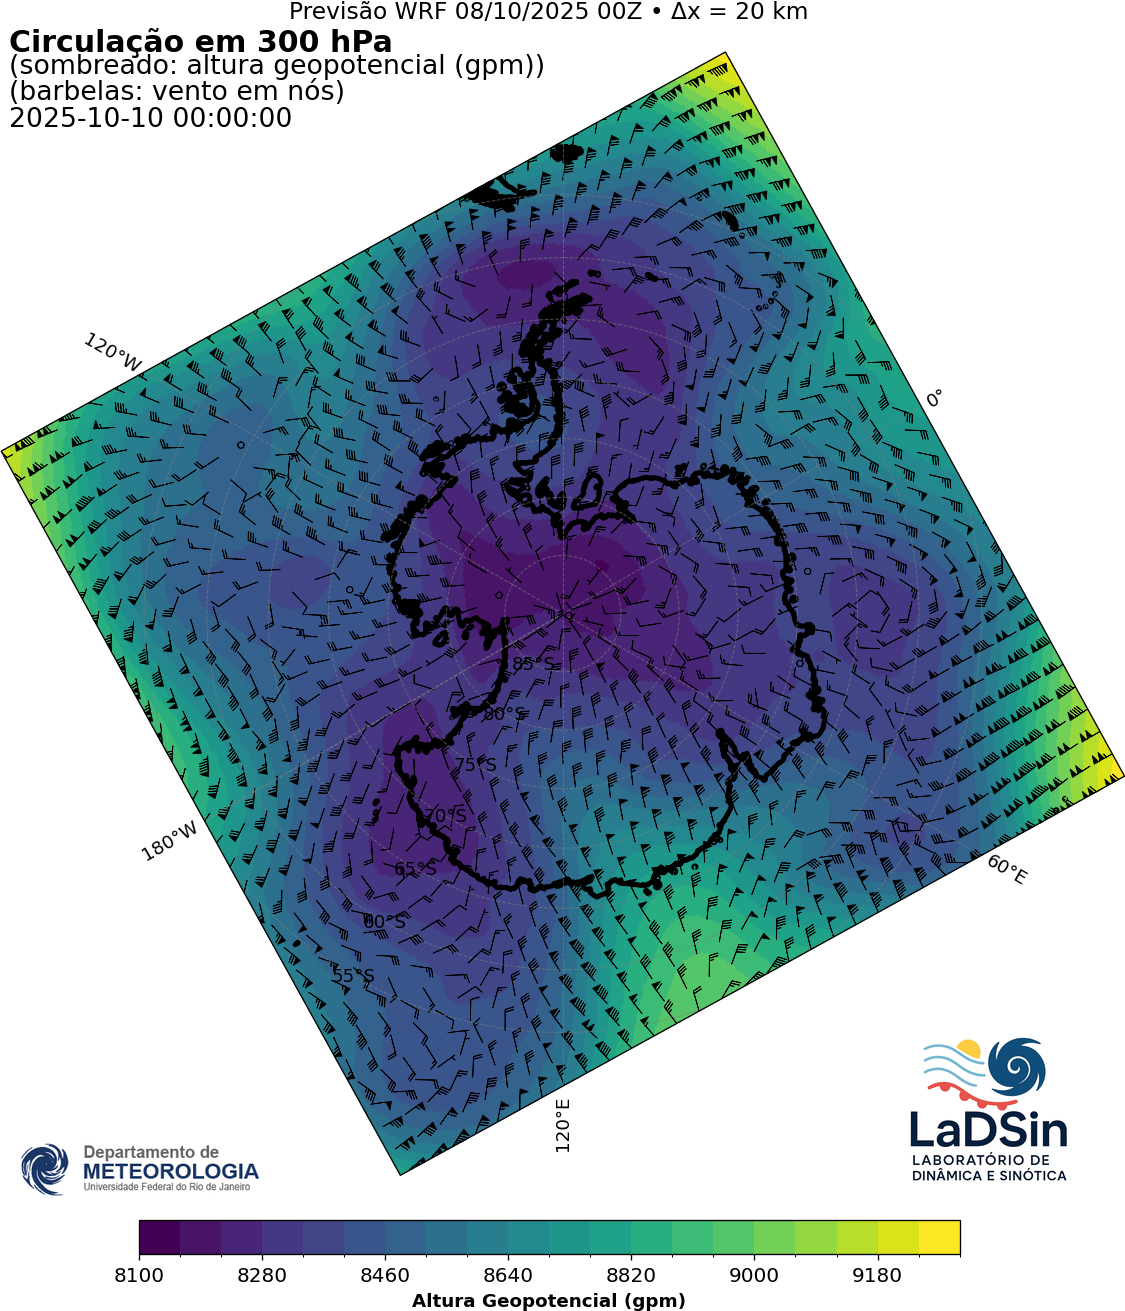 Previsão WRF 08/10/2025 00Z • Δx = 20 km
Circulação em 300 hPa
(sombreado: altura geopotencial (gpm))
(barbelas: vento em nós)
2025-10-10 00:00:00
120°W
0°
85°S
80°S
75°S
70°S
180°W
65°S
60°E
60°S
55°S
120°E
LaDSin
LABORATÓRIO DE
DINÂMICA E SINÓTICA
Departamento de
METEOROLOGIA
Universidade Federal do Rio de Janeiro
8100 8280 8460 8640 8820 9000 9180
Altura Geopotencial (gpm)